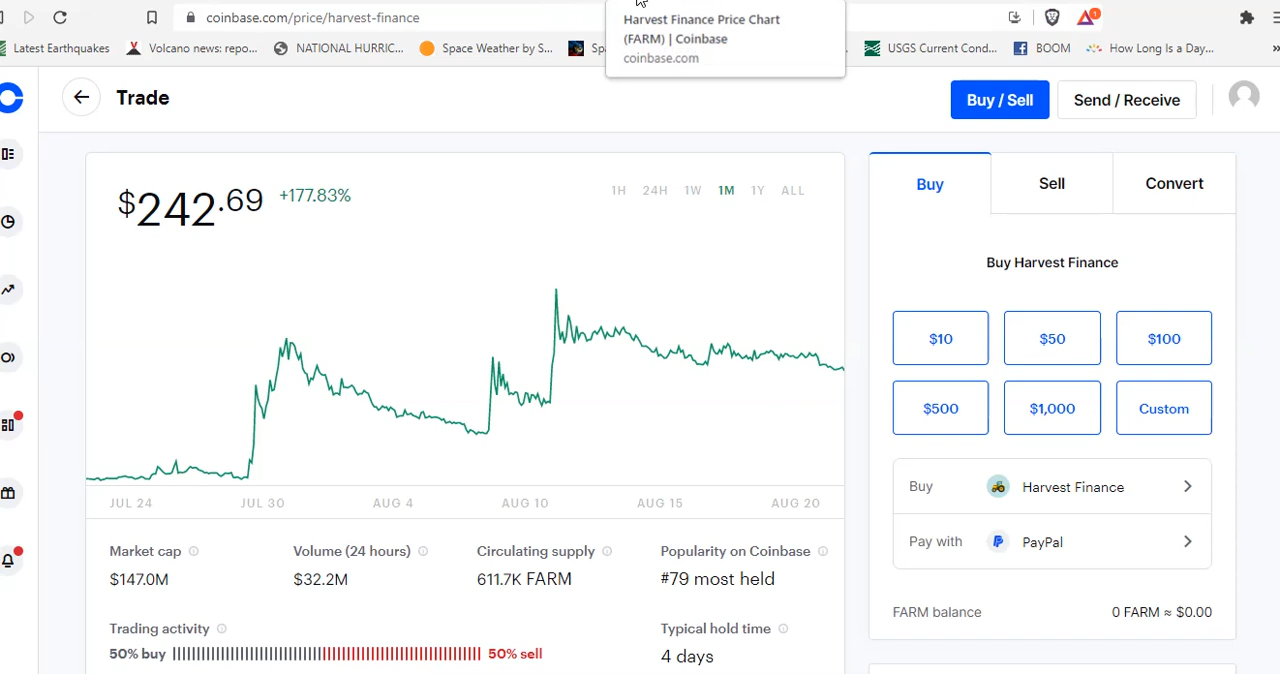 coinbase.com/price/harvest-finance
Harvest Finance Price Chart
(FARM) | Coinbase
coinbase.com
1
Latest Earthquakes
Volcano news: repo...
NATIONAL HURRIC...
Space Weather by S...
USGS Current Cond...
BOOM
How Long Is a Day...
Trade
Buy / Sell
Send / Receive
$242.69 +177.83%
1H 24H 1W 1M 1Y ALL
JUL 24 JUL 30 AUG 4 AUG 10 AUG 15 AUG 20
Market cap
$147.0M
Volume (24 hours)
$32.2M
Circulating supply
611.7K FARM
Popularity on Coinbase
#79 most held
Trading activity
50% buy
50% sell
Typical hold time
4 days
Buy
Sell
Convert
Buy Harvest Finance
$10 $50 $100
$500 $1,000 Custom
Buy Harvest Finance
Pay with PayPal
FARM balance 0 FARM ≈ $0.00